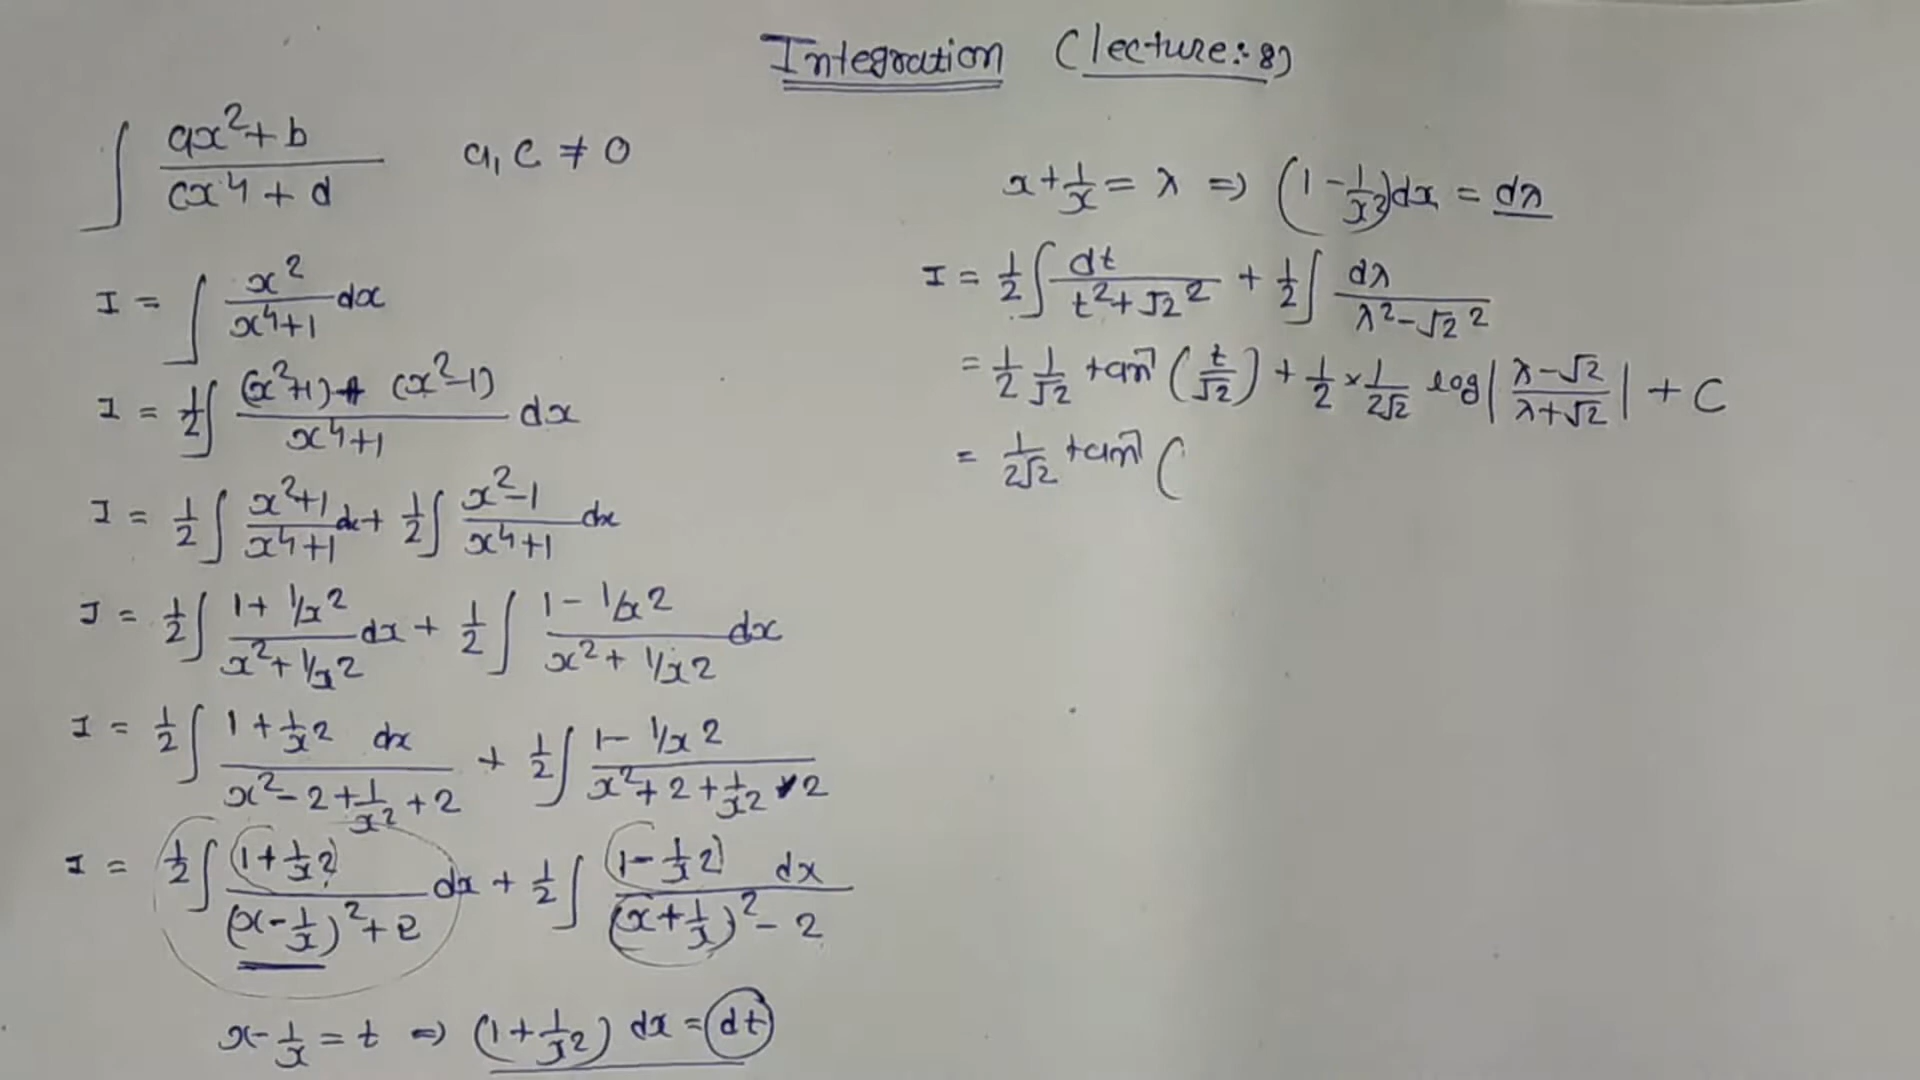 Integration (lecture:-8)
∫ (ax²+b)/(cx⁴+d)    a, c ≠ 0
I = ∫ x²/(x⁴+1) dx
I = ½∫ ((x²+1)+(x²-1))/(x⁴+1) dx
I = ½∫ (x²+1)/(x⁴+1) dx + ½∫ (x²-1)/(x⁴+1) dx
I = ½∫ (1+1/x²)/(x²+1/x²) dx + ½∫ (1-1/x²)/(x²+1/x²) dx
I = ½∫ (1+1/x² dx)/(x²-2+1/x²+2) + ½∫ (1-1/x²)/(x²+2+1/x²-2)
I = ½∫ (1+1/x²)/((x-1/x)²+2) dx + ½∫ ((1-1/x²) dx)/((x+1/x)²-2)
x-1/x = t ⇒ (1+1/x²) dx = dt
x+1/x = λ ⇒ (1-1/x²)dx = dλ
I = ½∫ dt/(t²+√2²) + ½∫ dλ/(λ²-√2²)
= ½ 1/√2 tan⁻¹(t/√2) + ½ × 1/(2√2) log|(λ-√2)/(λ+√2)| + C
= 1/(2√2) tan⁻¹(